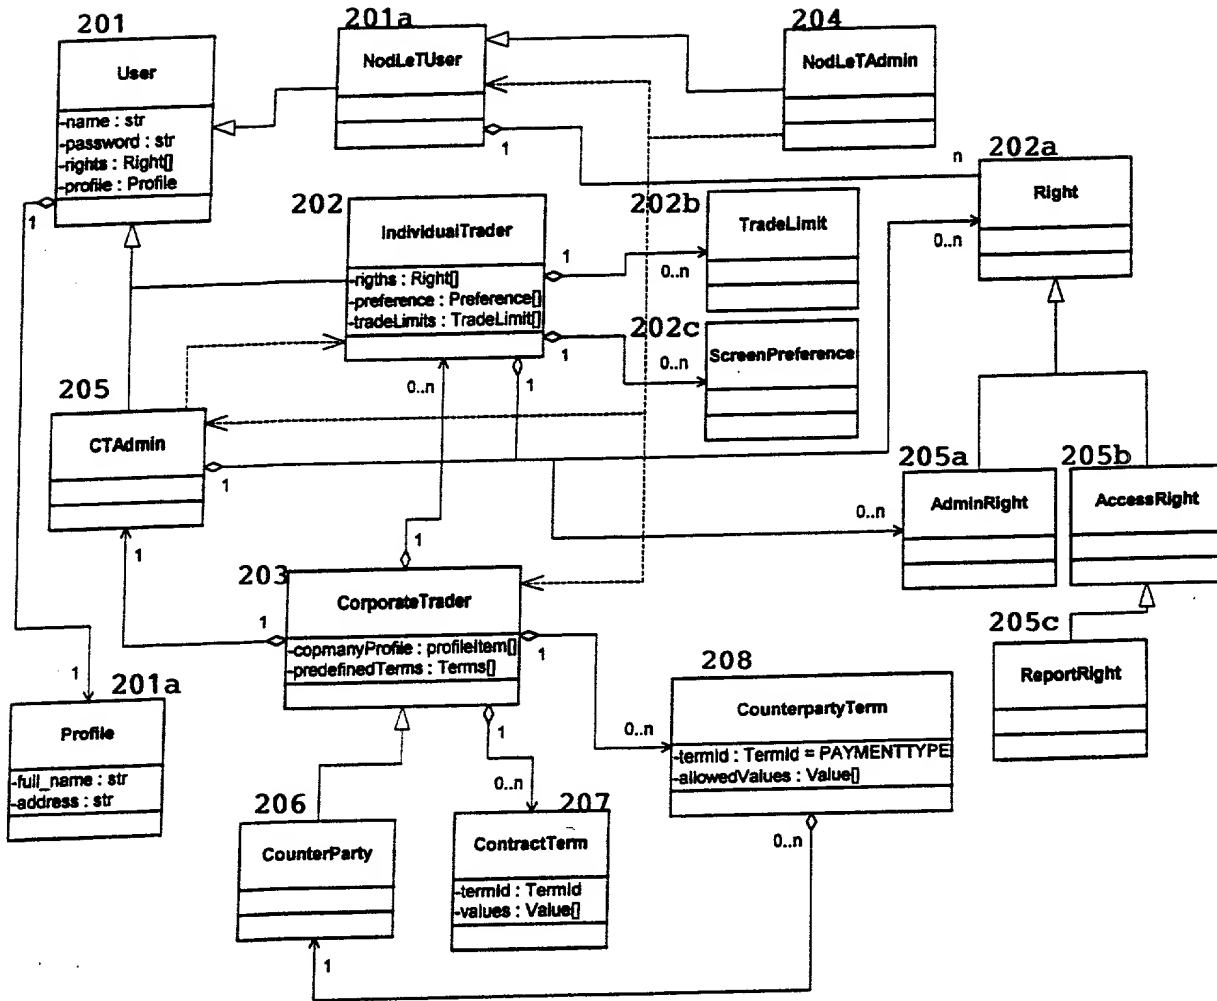 201
User
-name : str
-password : str
-rights : Right[]
-profile : Profile
1
201a
NodLeTUser
1
204
NodLeTAdmin
n
202a
Right
0..n
202
IndividualTrader
-rigths : Right[]
-preference : Preference[]
-tradeLimits : TradeLimit[]
1
0..n
202b
TradeLimit
1
0..n
202c
ScreenPreference
0..n
1
205
CTAdmin
1
1
205a
AdminRight
0..n
205b
AccessRight
205c
ReportRight
1
203
CorporateTrader
-copmanyProfile : profileItem[]
-predefinedTerms : Terms[]
1
1
1
0..n
208
CounterpartyTerm
-termId : TermId = PAYMENTTYPE
-allowedValues : Value[]
0..n
1
201a
Profile
-full_name : str
-address : str
206
CounterParty
1
0..n
207
ContractTerm
-termId : TermId
-values : Value[]